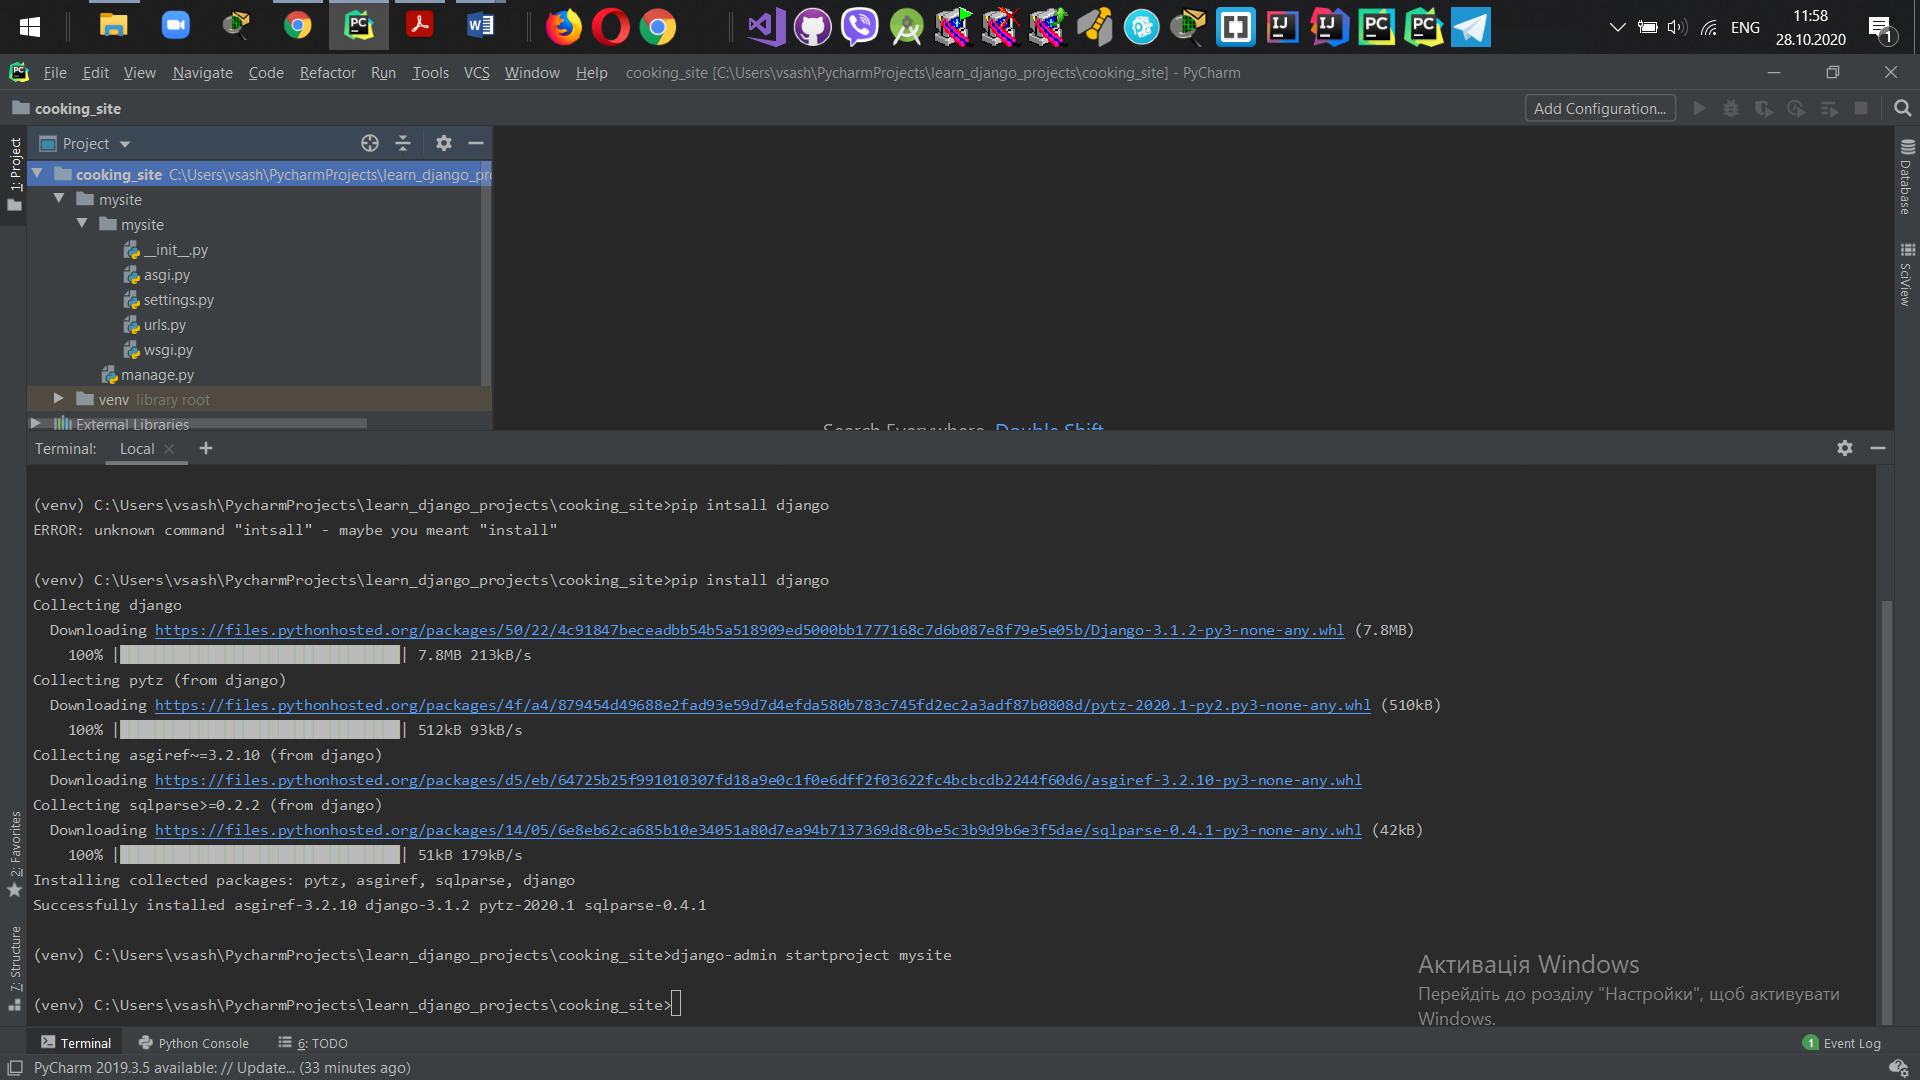 ENG
11:58
28.10.2020
1
File Edit View Navigate Code Refactor Run Tools VCS Window Help cooking_site [C:\Users\vsash\PycharmProjects\learn_django_projects\cooking_site] - PyCharm
cooking_site
Add Configuration...
1: Project
Project
cooking_site C:\Users\vsash\PycharmProjects\learn_django_pr
mysite
mysite
__init__.py
asgi.py
settings.py
urls.py
wsgi.py
manage.py
venv library root
External Libraries
Database
SciView
Search Everywhere Double Shift
Terminal: Local
(venv) C:\Users\vsash\PycharmProjects\learn_django_projects\cooking_site>pip intsall django
ERROR: unknown command "intsall" - maybe you meant "install"
(venv) C:\Users\vsash\PycharmProjects\learn_django_projects\cooking_site>pip install django
Collecting django
Downloading https://files.pythonhosted.org/packages/50/22/4c91847beceadbb54b5a518909ed5000bb1777168c7d6b087e8f79e5e05b/Django-3.1.2-py3-none-any.whl (7.8MB)
100% | | 7.8MB 213kB/s
Collecting pytz (from django)
Downloading https://files.pythonhosted.org/packages/4f/a4/879454d49688e2fad93e59d7d4efda580b783c745fd2ec2a3adf87b0808d/pytz-2020.1-py2.py3-none-any.whl (510kB)
100% | | 512kB 93kB/s
Collecting asgiref~=3.2.10 (from django)
Downloading https://files.pythonhosted.org/packages/d5/eb/64725b25f991010307fd18a9e0c1f0e6dff2f03622fc4bcbcdb2244f60d6/asgiref-3.2.10-py3-none-any.whl
Collecting sqlparse>=0.2.2 (from django)
Downloading https://files.pythonhosted.org/packages/14/05/6e8eb62ca685b10e34051a80d7ea94b7137369d8c0be5c3b9d9b6e3f5dae/sqlparse-0.4.1-py3-none-any.whl (42kB)
100% | | 51kB 179kB/s
Installing collected packages: pytz, asgiref, sqlparse, django
Successfully installed asgiref-3.2.10 django-3.1.2 pytz-2020.1 sqlparse-0.4.1
(venv) C:\Users\vsash\PycharmProjects\learn_django_projects\cooking_site>django-admin startproject mysite
(venv) C:\Users\vsash\PycharmProjects\learn_django_projects\cooking_site>
2: Favorites
7: Structure
Активація Windows
Перейдіть до розділу "Настройки", щоб активувати
Windows.
Terminal Python Console 6: TODO
1 Event Log
PyCharm 2019.3.5 available: // Update... (33 minutes ago)